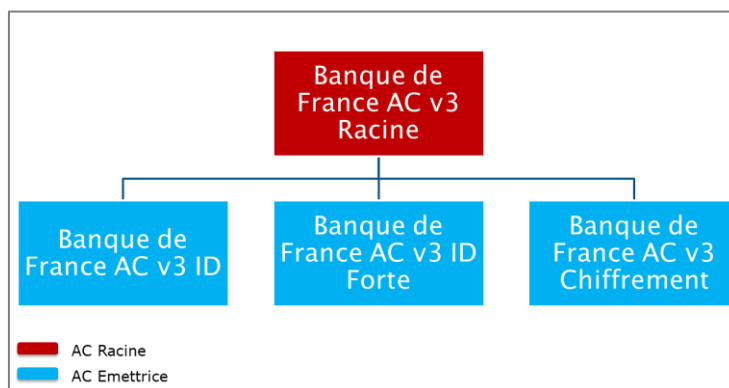 Banque de
France AC v3
Racine
Banque de
France AC v3 ID
Banque de
France AC v3 ID
Forte
Banque de
France AC v3
Chiffrement
AC Racine
AC Emettrice